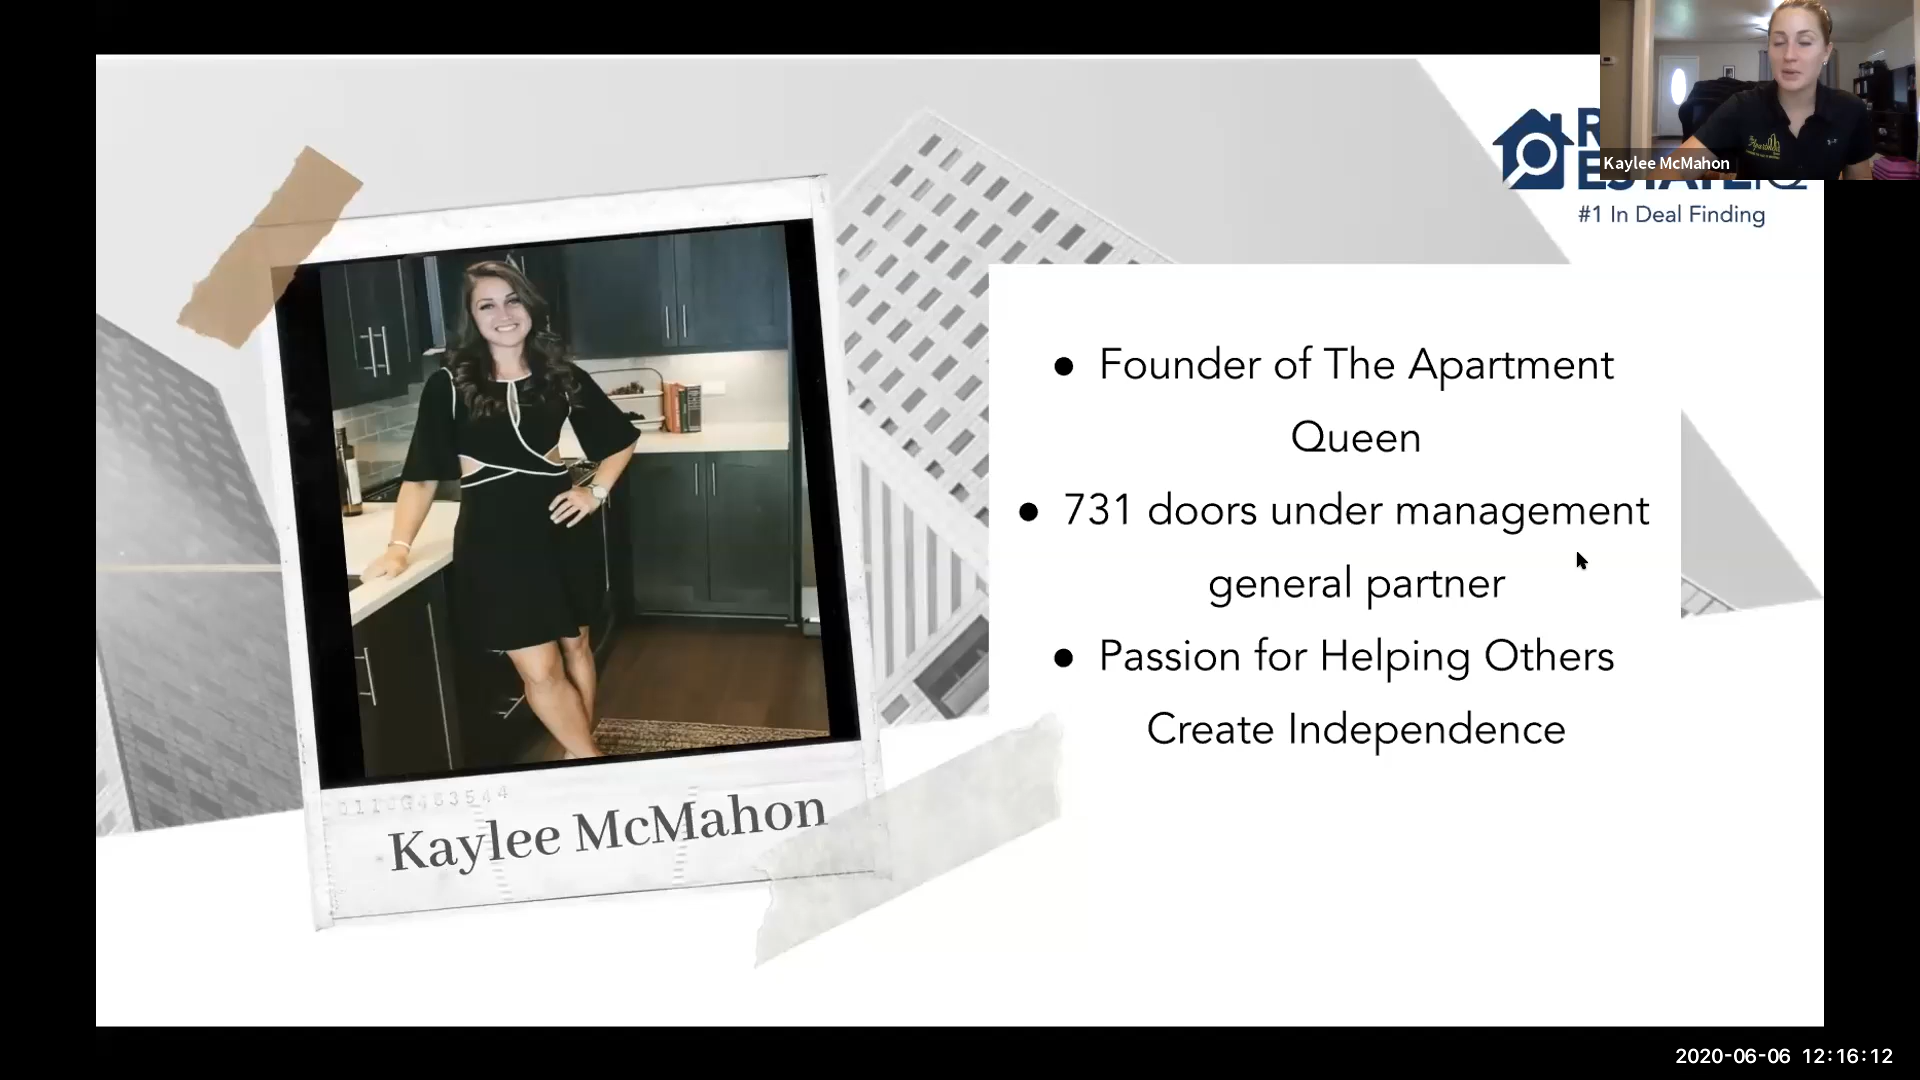 #1 In Deal Finding
Kaylee McMahon
● Founder of The Apartment
Queen
● 731 doors under management
general partner
● Passion for Helping Others
Create Independence
Kaylee McMahon
2020-06-06 12:16:12